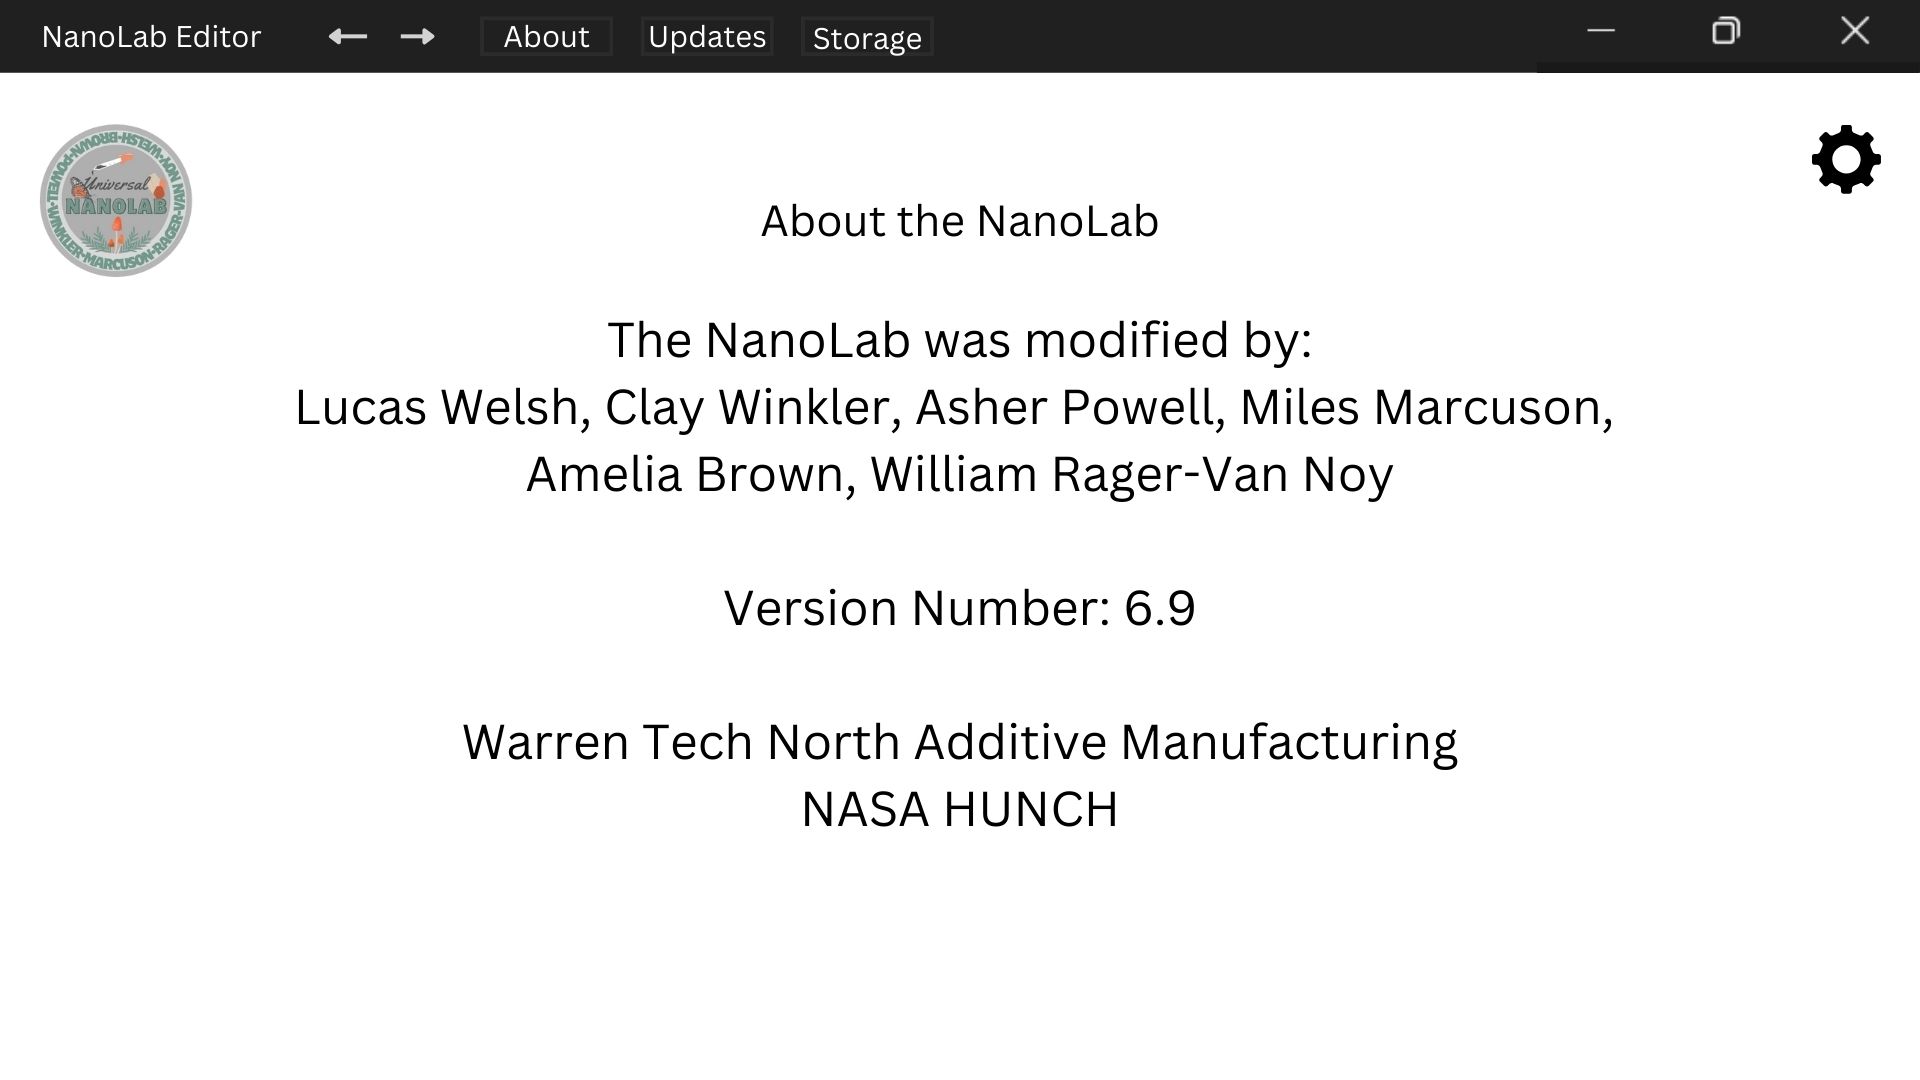 NanoLab Editor
About
Updates
Storage
WELSH-BROWN-POWELL-WINKLER-MARCUSON-RAGER-VAN NOY-
Universal
NANOLAB
About the NanoLab
The NanoLab was modified by:
Lucas Welsh, Clay Winkler, Asher Powell, Miles Marcuson,
Amelia Brown, William Rager-Van Noy
Version Number: 6.9
Warren Tech North Additive Manufacturing
NASA HUNCH